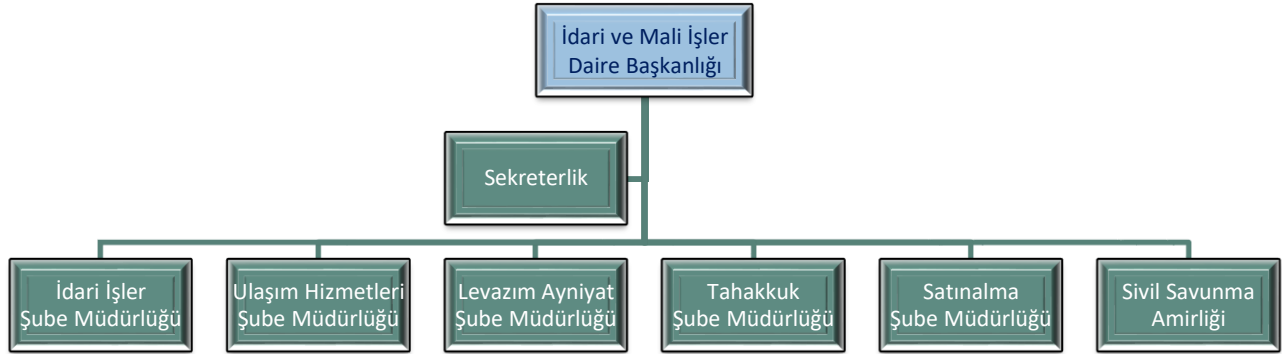 İdari ve Mali İşler
Daire Başkanlığı
Sekreterlik
İdari İşler
Şube Müdürlüğü
Ulaşım Hizmetleri
Şube Müdürlüğü
Levazım Ayniyat
Şube Müdürlüğü
Tahakkuk
Şube Müdürlüğü
Satınalma
Şube Müdürlüğü
Sivil Savunma
Amirliği